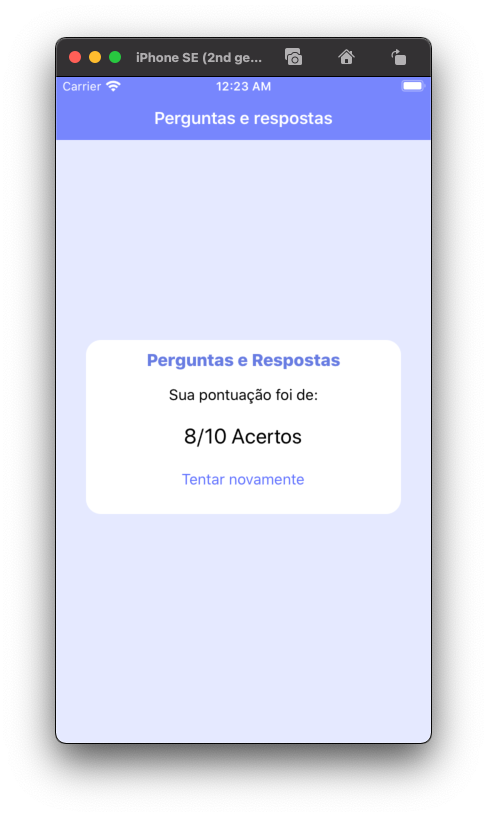 iPhone SE (2nd ge...
Carrier 12:23 AM
Perguntas e respostas
Perguntas e Respostas
Sua pontuação foi de:
8/10 Acertos
Tentar novamente